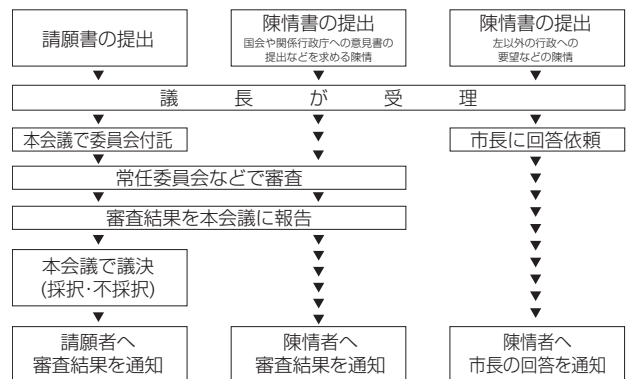 請願書の提出
陳情書の提出
国会や関係行政庁への意見書の
提出などを求める陳情
陳情書の提出
左以外の行政への
要望などの陳情
議長が受理
本会議で委員会付託
市長に回答依頼
常任委員会などで審査
審査結果を本会議に報告
本会議で議決
(採択･不採択)
請願者へ
審査結果を通知
陳情者へ
審査結果を通知
陳情者へ
市長の回答を通知